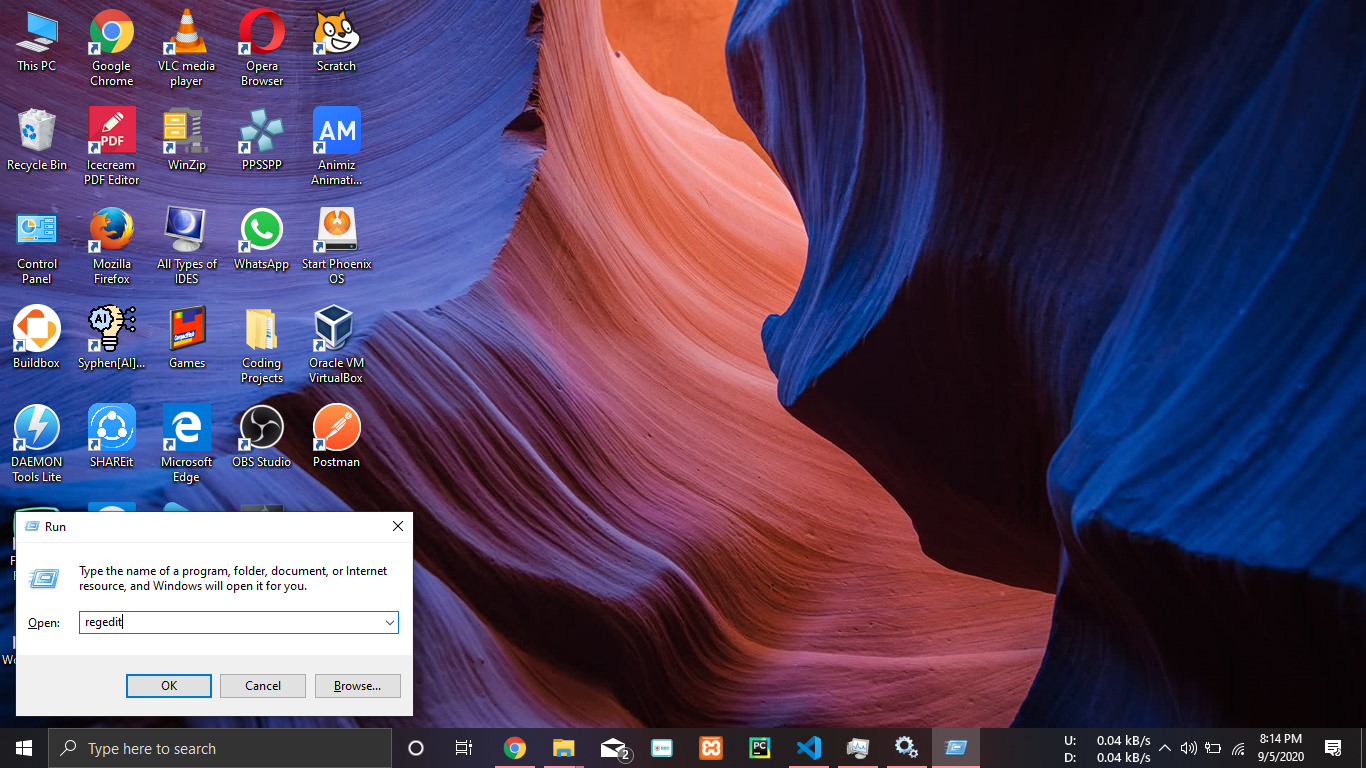 This PC
Google
Chrome
VLC media
player
Opera
Browser
Scratch
Recycle Bin
PDF
Icecream
PDF Editor
WinZip
PPSSPP
AM
Animiz
Animati...
Control
Panel
Mozilla
Firefox
All Types of
IDES
WhatsApp
Start Phoenix
OS
Buildbox
AI
Syphen[AI]...
Games
Coding
Projects
Oracle VM
VirtualBox
DAEMON
Tools Lite
SHAREit
Microsoft
Edge
OBS Studio
Postman
Run
Type the name of a program, folder, document, or Internet
resource, and Windows will open it for you.
Open:
regedit
OK
Cancel
Browse...
Type here to search
2
PC
U: 0.04 kB/s
D: 0.04 kB/s
8:14 PM
9/5/2020